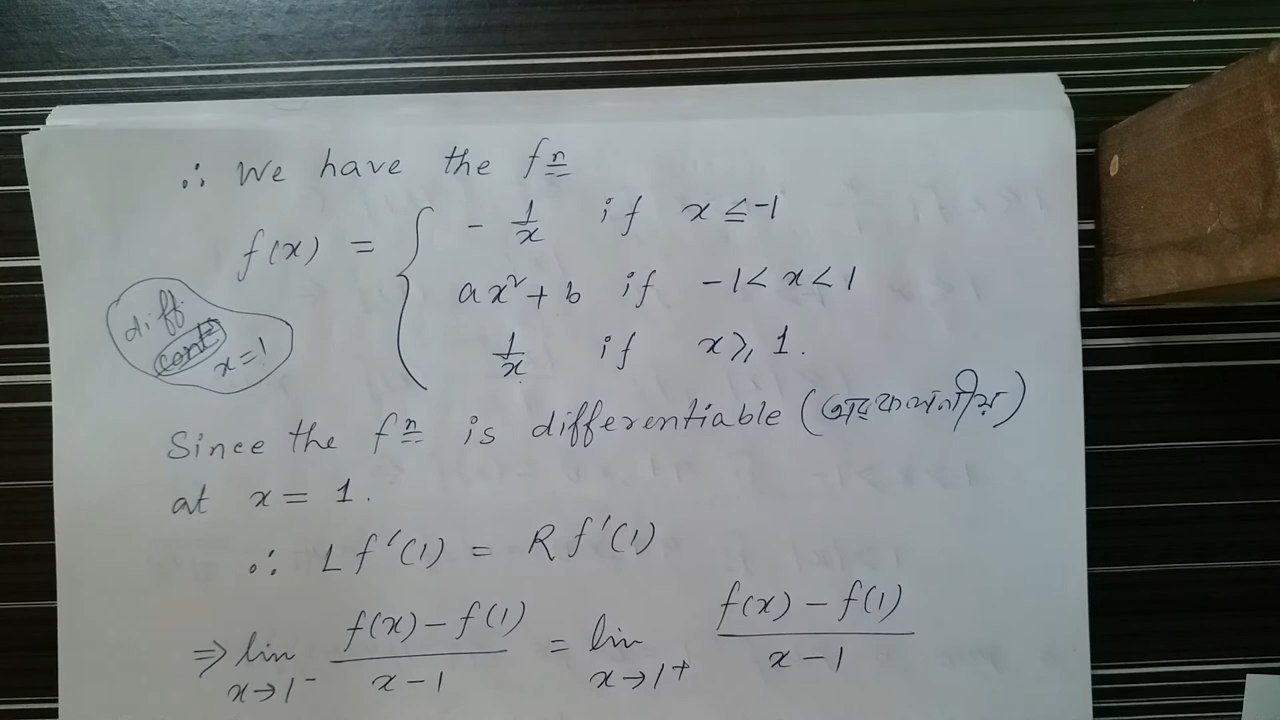 ∴ We have the fn
f(x) = { - 1/x if x ≤ -1
ax² + b if -1 < x < 1
1/x if x ≥ 1.
diff.
cont
x=1
Since the fn is differentiable (অবকলনীয়)
at x = 1.
∴ Lf'(1) = Rf'(1)
⇒ lim x→1⁻ f(x) - f(1) / x - 1 = lim x→1⁺ f(x) - f(1) / x - 1